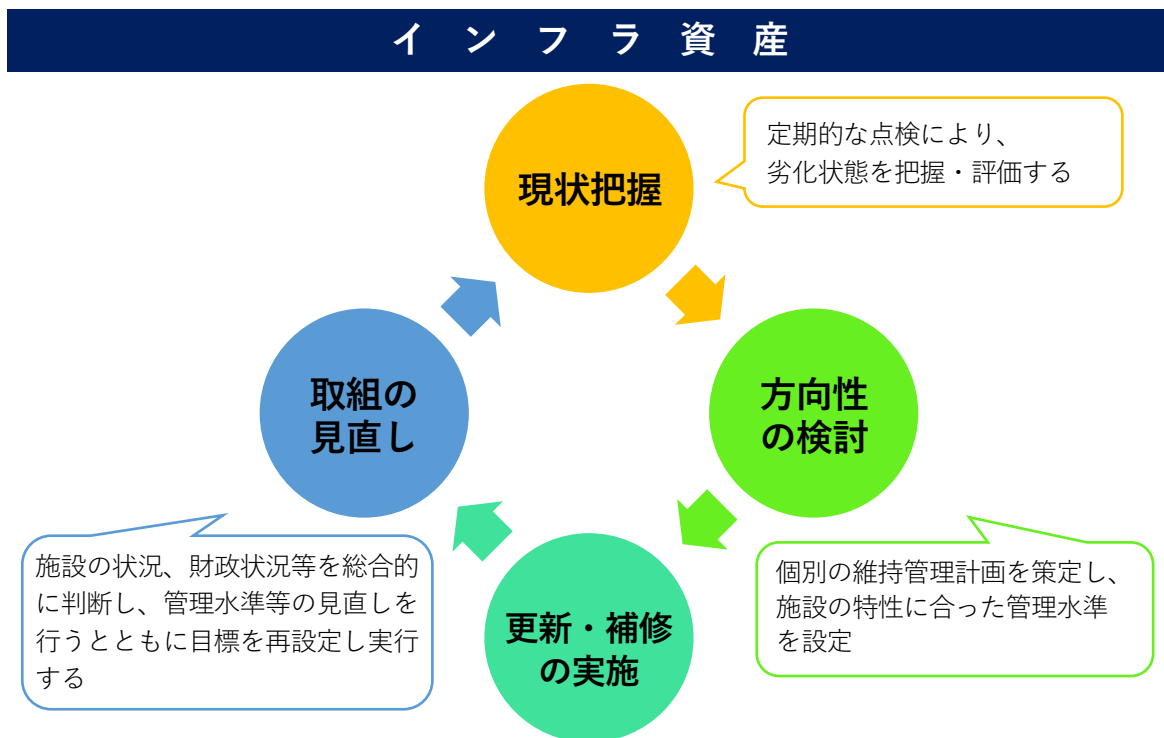 インフラ資産
現状把握
定期的な点検により、
劣化状態を把握・評価する
方向性
の検討
個別の維持管理計画を策定し、
施設の特性に合った管理水準
を設定
更新・補修
の実施
取組の
見直し
施設の状況、財政状況等を総合的
に判断し、管理水準等の見直しを
行うとともに目標を再設定し実行
する